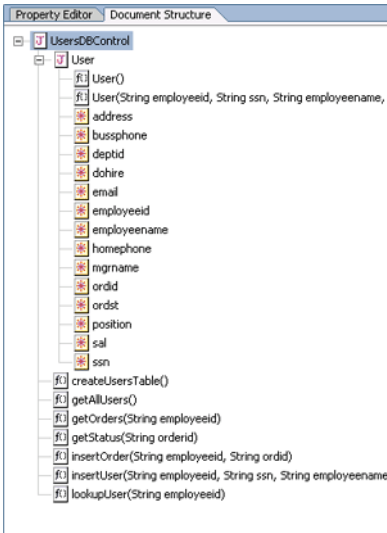 Property Editor Document Structure
UsersDBControl
User
User()
User(String employeeid, String ssn, String employeename,
address
bussphone
deptid
dohire
email
employeeid
employeename
homephone
mgrname
ordid
ordst
position
sal
ssn
createUsersTable()
getAllUsers()
getOrders(String employeeid)
getStatus(String orderid)
insertOrder(String employeeid, String ordid)
insertUser(String employeeid, String ssn, String employeename
lookupUser(String employeeid)